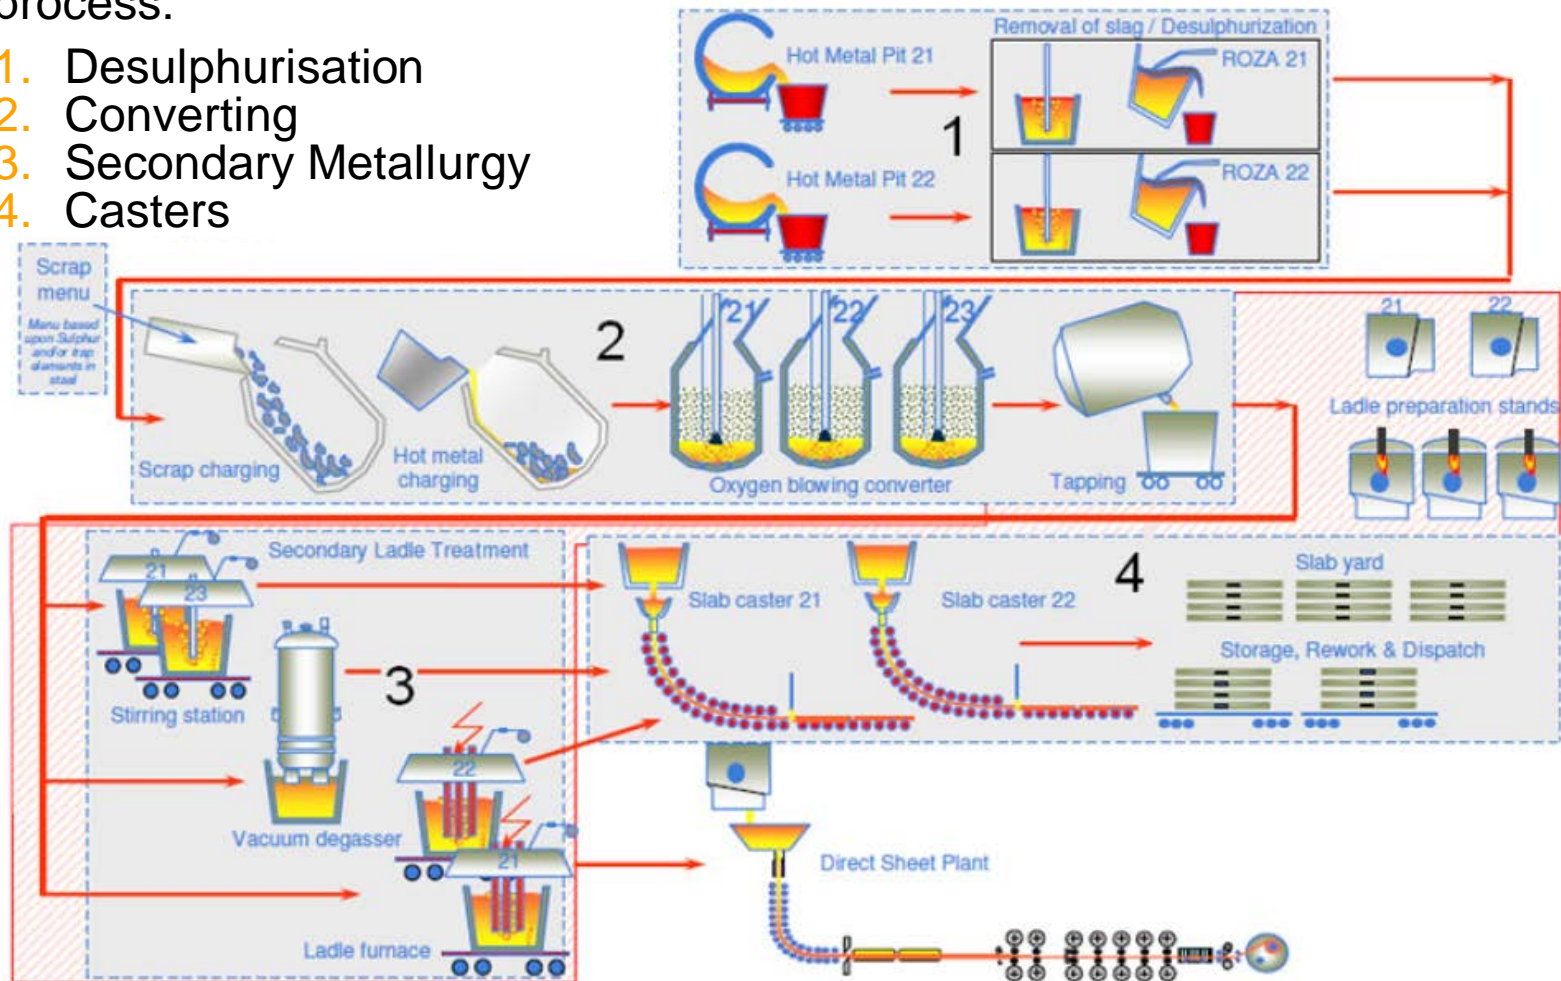 process:
1. Desulphurisation
2. Converting
3. Secondary Metallurgy
4. Casters
Removal of slag / Desulphurization
Hot Metal Pit 21
ROZA 21
1
Hot Metal Pit 22
ROZA 22
Scrap
menu
Menu based
upon Sulphur
and/or trap
elements in
steal
2
21
22
23
Scrap charging
Hot metal
charging
Oxygen blowing converter
Tapping
21
22
Ladle preparation stands
Secondary Ladle Treatment
21
23
Stirring station
3
Vacuum degasser
22
21
Ladle furnace
Slab caster 21
Slab caster 22
4
Slab yard
Storage, Rework & Dispatch
Direct Sheet Plant